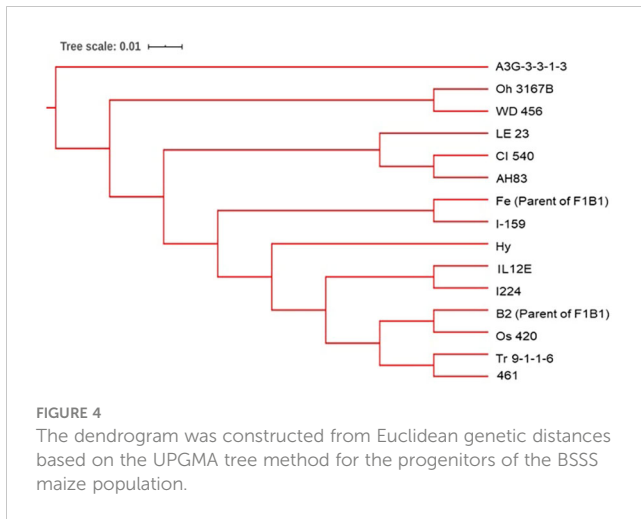 Tree scale: 0.01
A3G-3-3-1-3
Oh 3167B
WD 456
LE 23
CI 540
AH83
Fe (Parent of F1B1)
I-159
Hy
IL12E
I224
B2 (Parent of F1B1)
Os 420
Tr 9-1-1-6
461
FIGURE 4
The dendrogram was constructed from Euclidean genetic distances
based on the UPGMA tree method for the progenitors of the BSSS
maize population.